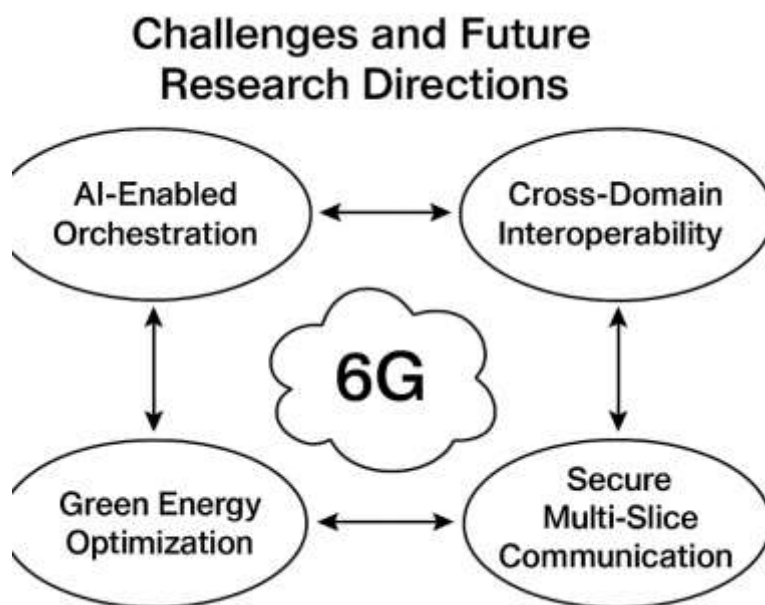 Challenges and Future
Research Directions
AI-Enabled
Orchestration
Cross-Domain
Interoperability
6G
Green Energy
Optimization
Secure
Multi-Slice
Communication